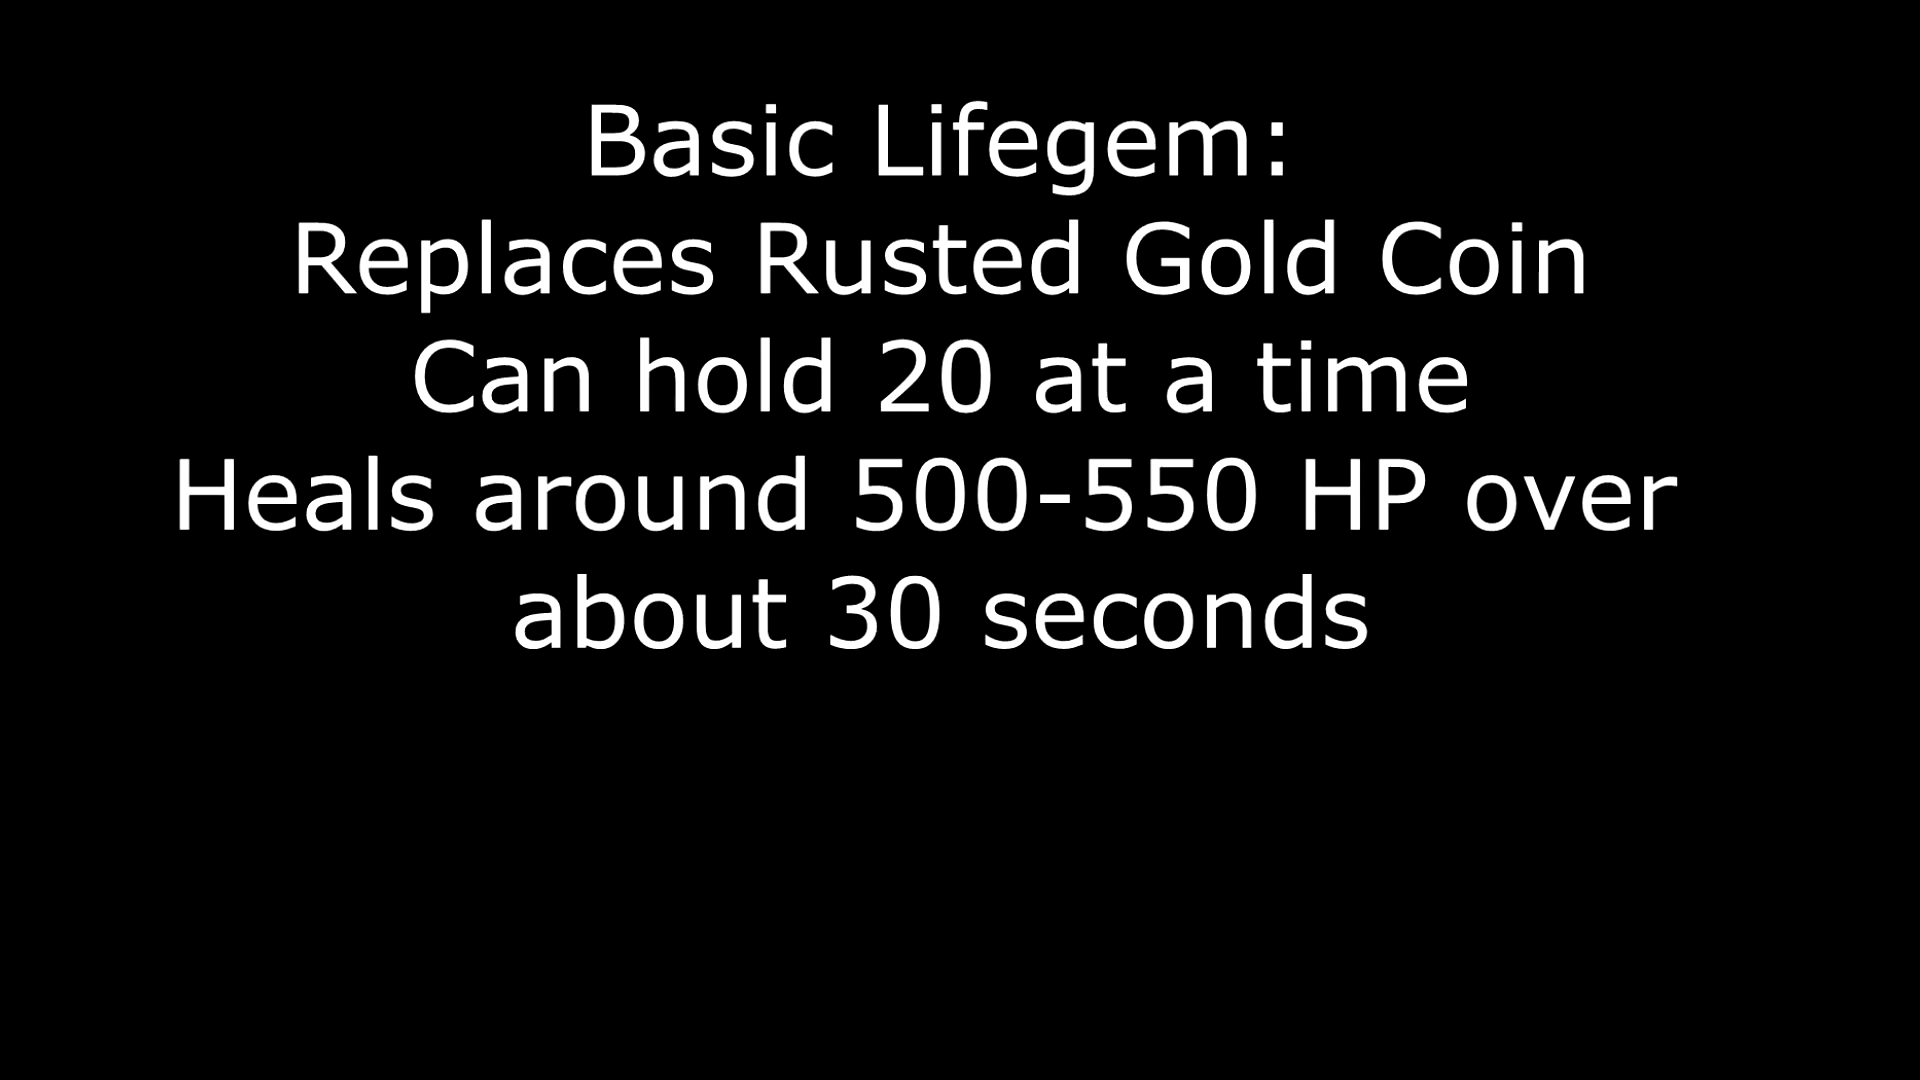 Basic Lifegem:
Replaces Rusted Gold Coin
Can hold 20 at a time
Heals around 500-550 HP over
about 30 seconds